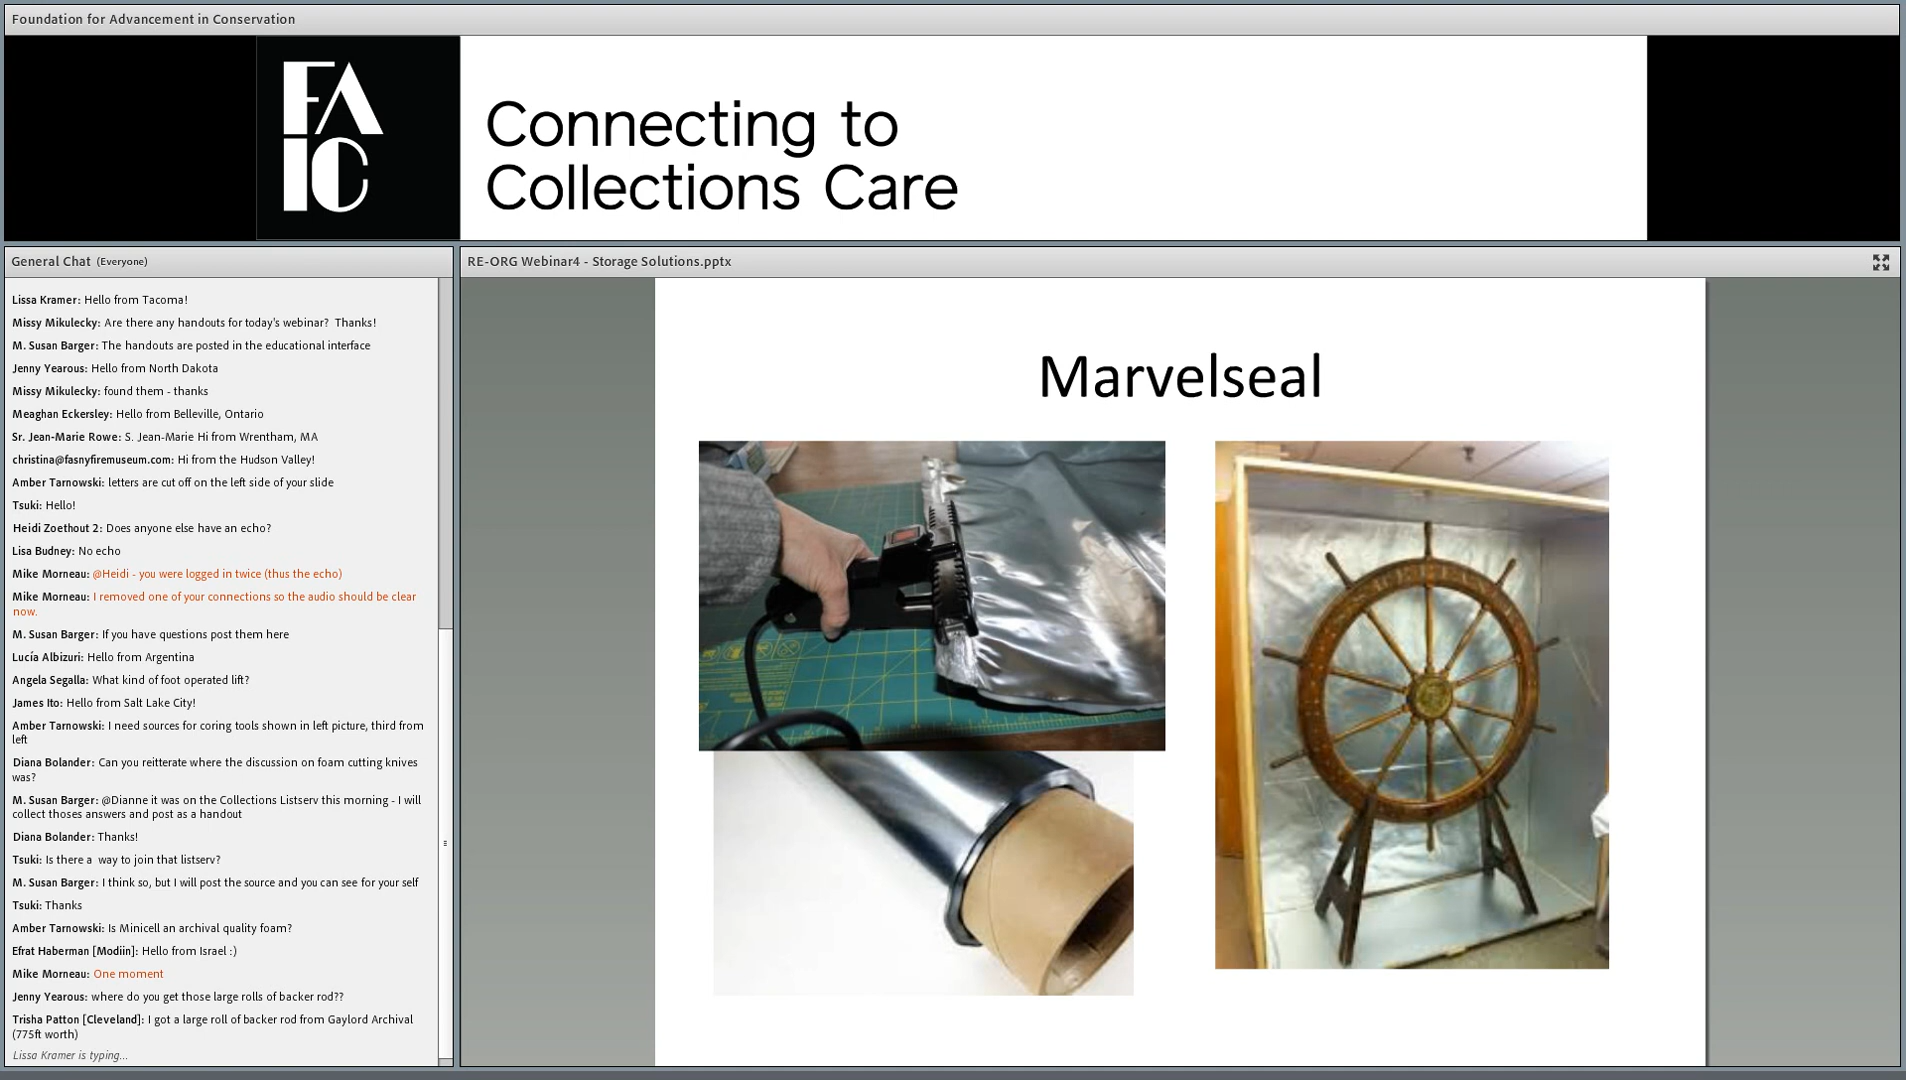 Foundation for Advancement in Conservation
FA
IC
Connecting to
Collections Care
General Chat (Everyone)
Lissa Kramer: Hello from Tacoma!
Missy Mikulecky: Are there any handouts for today's webinar? Thanks!
M. Susan Barger: The handouts are posted in the educational interface
Jenny Yearous: Hello from North Dakota
Missy Mikulecky: found them - thanks
Meaghan Eckersley: Hello from Belleville, Ontario
Sr. Jean-Marie Rowe: S. Jean-Marie Hi from Wrentham, MA
christina@fasnyfiremuseum.com: Hi from the Hudson Valley!
Amber Tarnowski: letters are cut off on the left side of your slide
Tsuki: Hello!
Heidi Zoethout 2: Does anyone else have an echo?
Lisa Budney: No echo
Mike Morneau: @Heidi - you were logged in twice (thus the echo)
Mike Morneau: I removed one of your connections so the audio should be clear
now.
M. Susan Barger: If you have questions post them here
Lucía Albizuri: Hello from Argentina
Angela Segalla: What kind of foot operated lift?
James Ito: Hello from Salt Lake City!
Amber Tarnowski: I need sources for coring tools shown in left picture, third from
left
Diana Bolander: Can you reitterate where the discussion on foam cutting knives
was?
M. Susan Barger: @Dianne it was on the Collections Listserv this morning - I will
collect thoses answers and post as a handout
Diana Bolander: Thanks!
Tsuki: Is there a way to join that listserv?
M. Susan Barger: I think so, but I will post the source and you can see for your self
Tsuki: Thanks
Amber Tarnowski: Is Minicell an archival quality foam?
Efrat Haberman [Modiin]: Hello from Israel :)
Mike Morneau: One moment
Jenny Yearous: where do you get those large rolls of backer rod??
Trisha Patton [Cleveland]: I got a large roll of backer rod from Gaylord Archival
(775ft worth)
Lissa Kramer is typing...
RE-ORG Webinar4 - Storage Solutions.pptx
Marvelseal